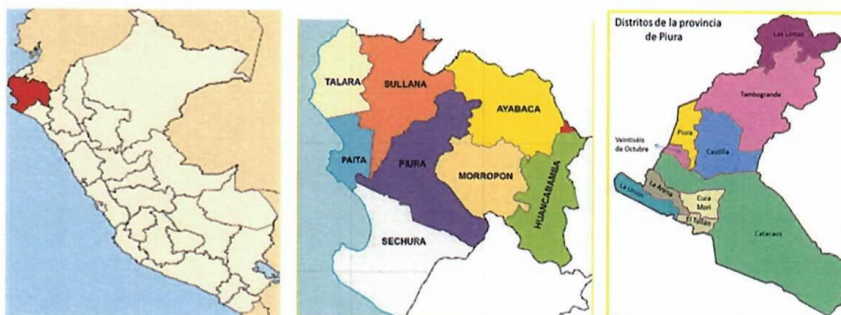 TALARA
SULLANA
AYABACA
PAITA
PIURA
MORROPON
HUANCABAMBA
SECHURA
Distritos de la provincia
de Piura
Las Lomas
Tambogrande
Piura
Veintiséis
de Octubre
Castilla
La Arena
La Unión
Cura
Mori
El Tallán
Catacaos